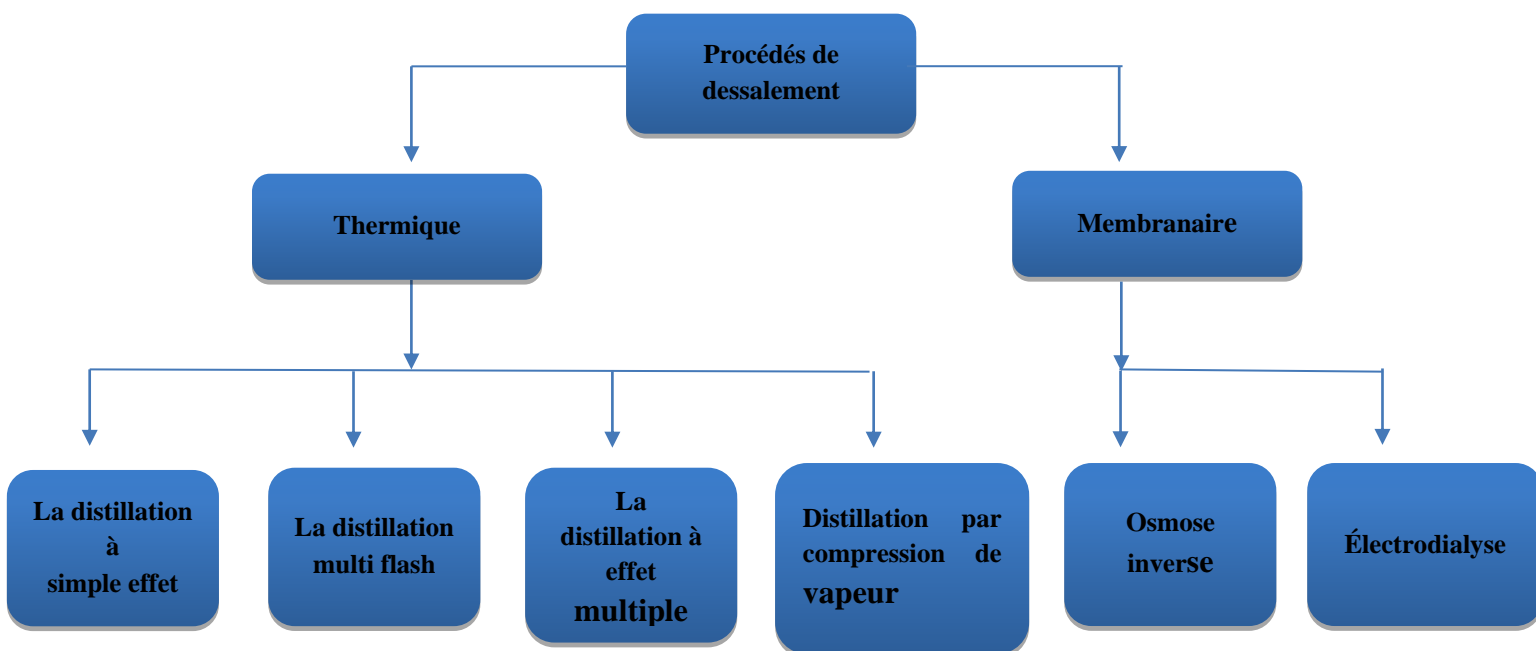 Procédés de
dessalement
Thermique
Membranaire
La distillation
à
simple effet
La distillation
multi flash
La
distillation à
effet
multiple
Distillation par
compression de
vapeur
Osmose
inverse
Électrodialyse